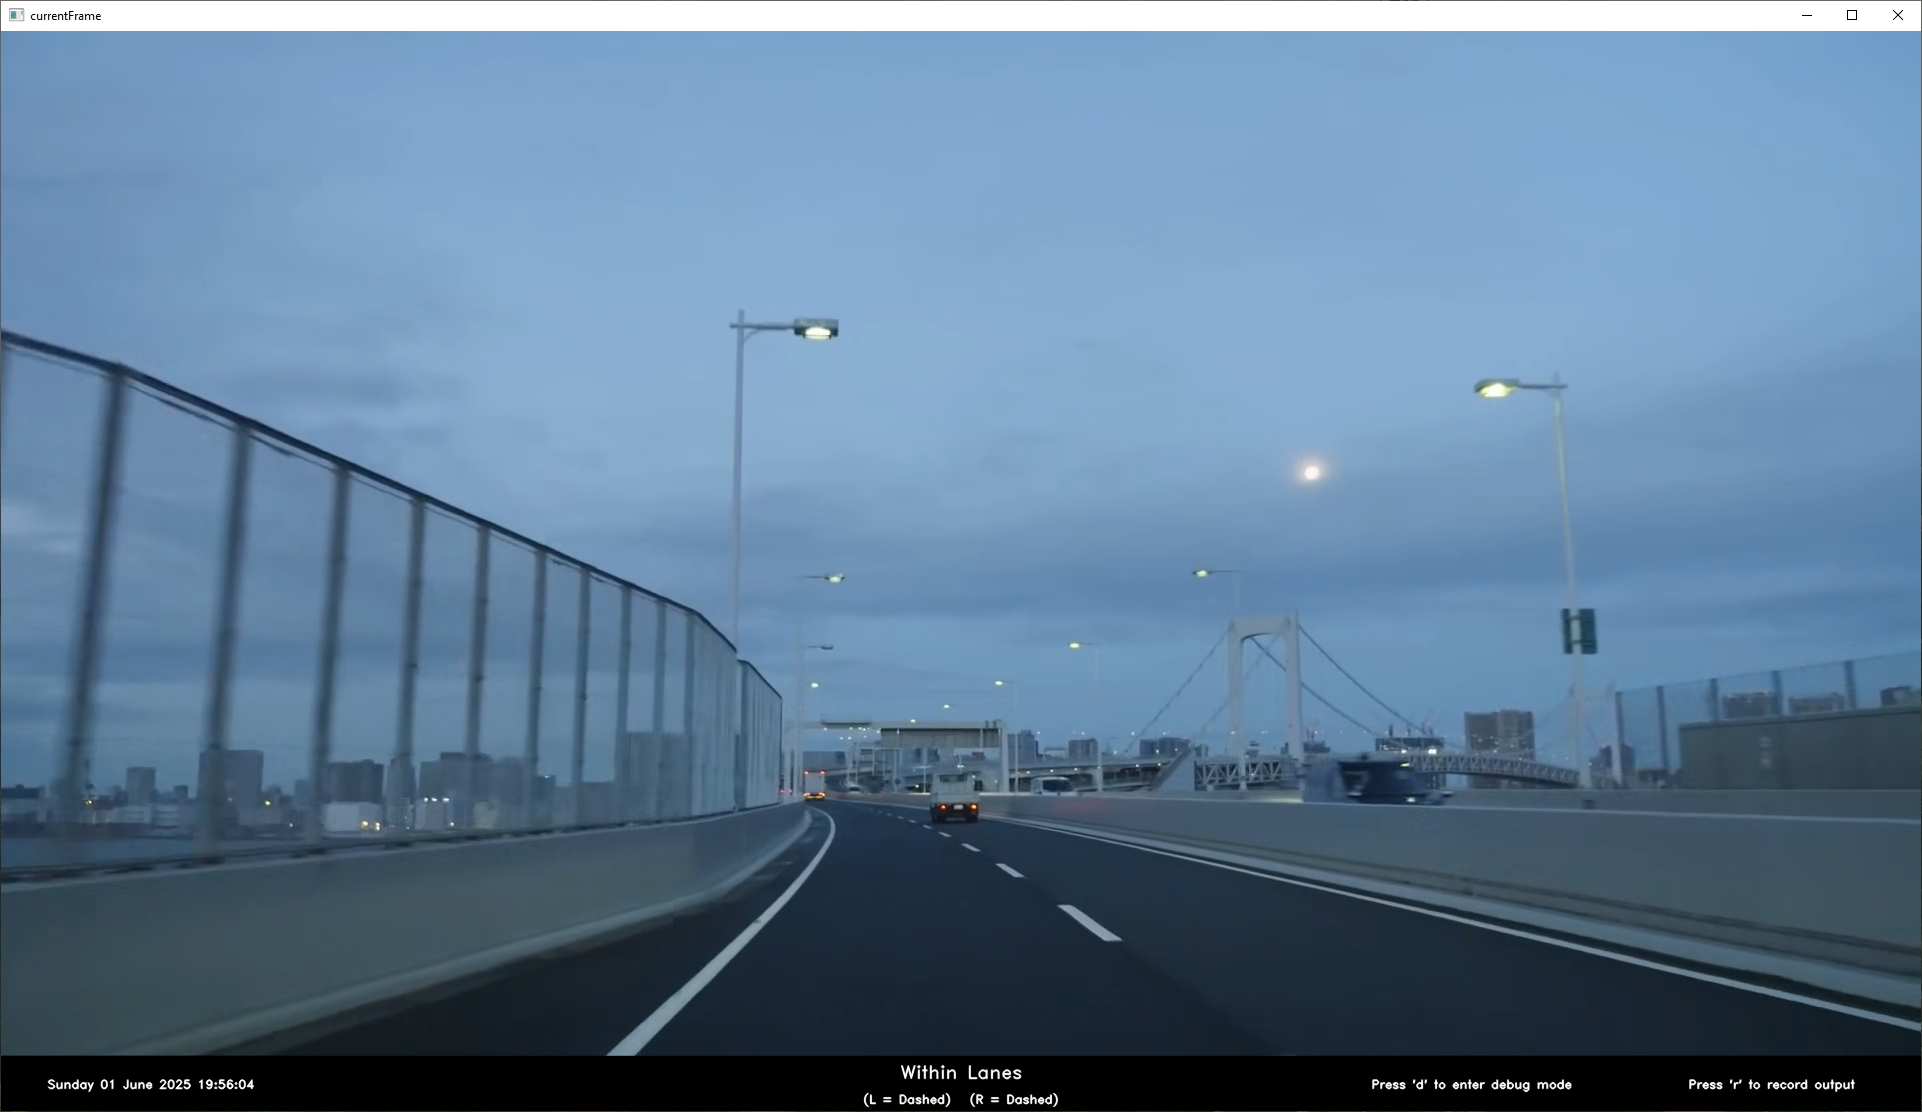 currentFrame
Within Lanes
Sunday 01 June 2025 19:56:04
Press 'd' to enter debug mode
Press 'r' to record output
(L = Dashed) (R = Dashed)